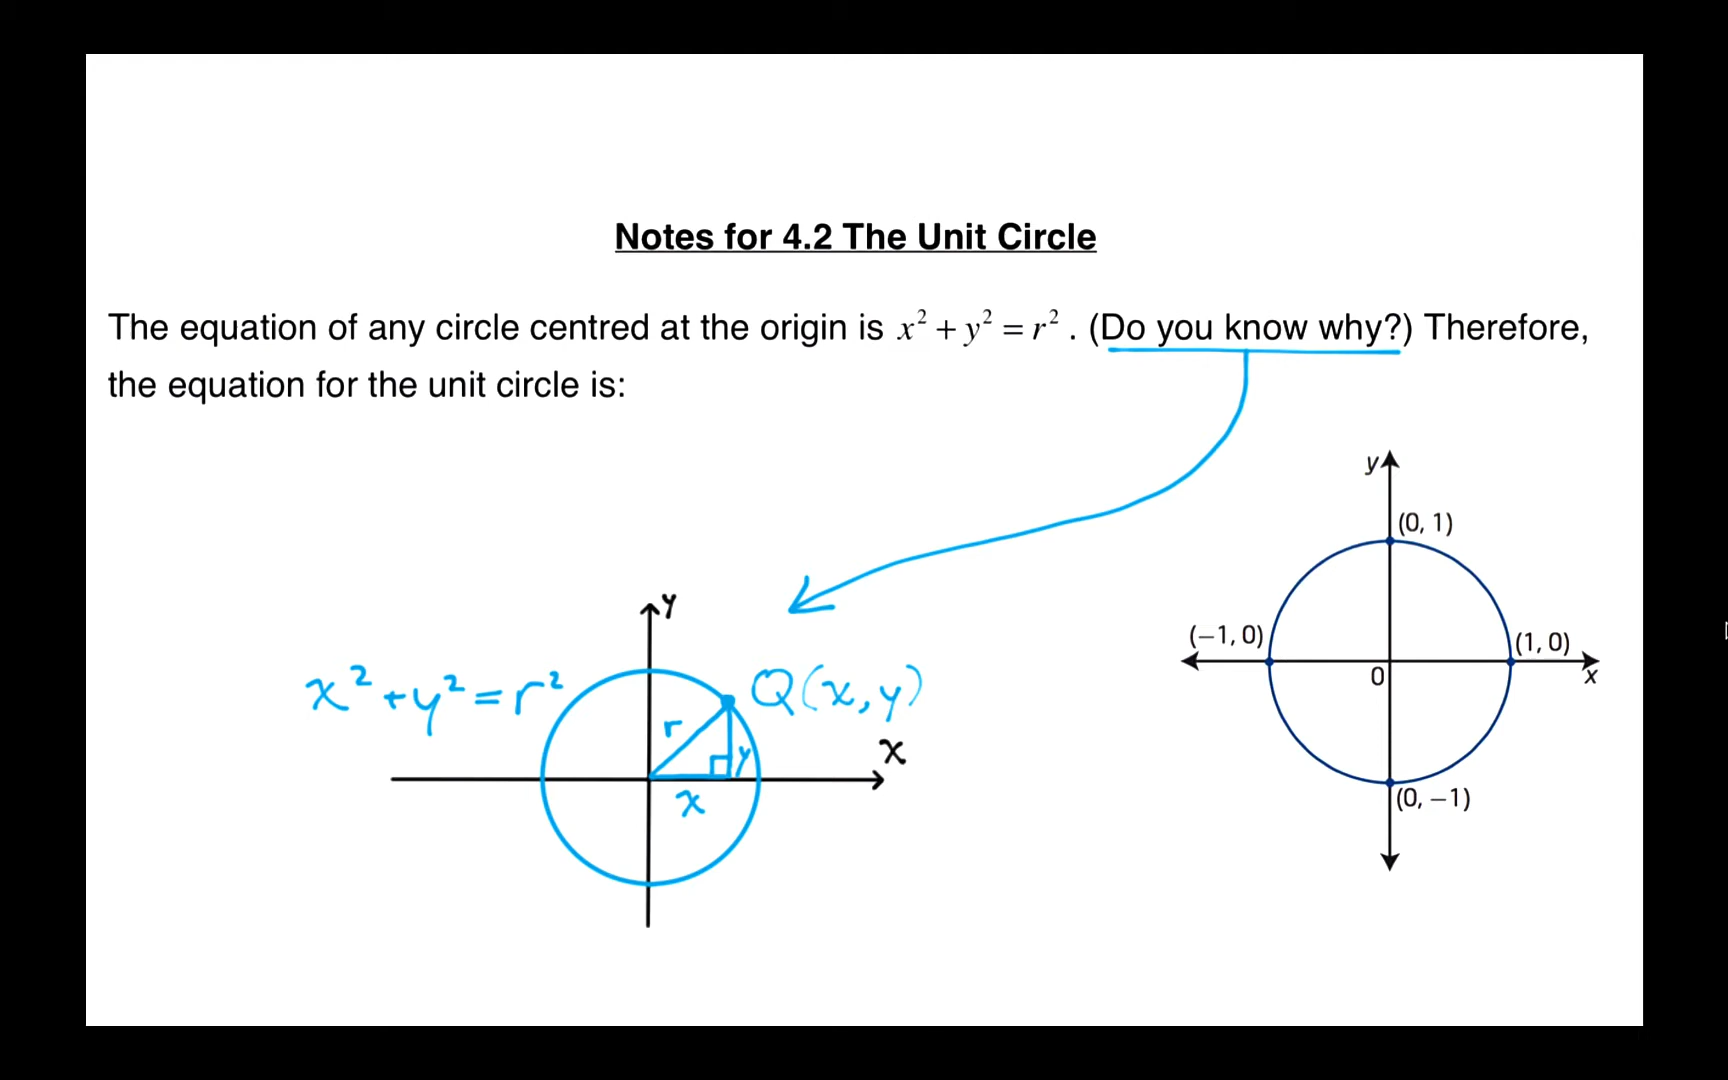 Notes for 4.2 The Unit Circle
The equation of any circle centred at the origin is x² + y² = r² . (Do you know why?) Therefore,
the equation for the unit circle is:
y
(0, 1)
(−1, 0)
(1, 0)
0
x
(0, −1)
y
x² + y² = r²
Q(x, y)
r
y
x
x